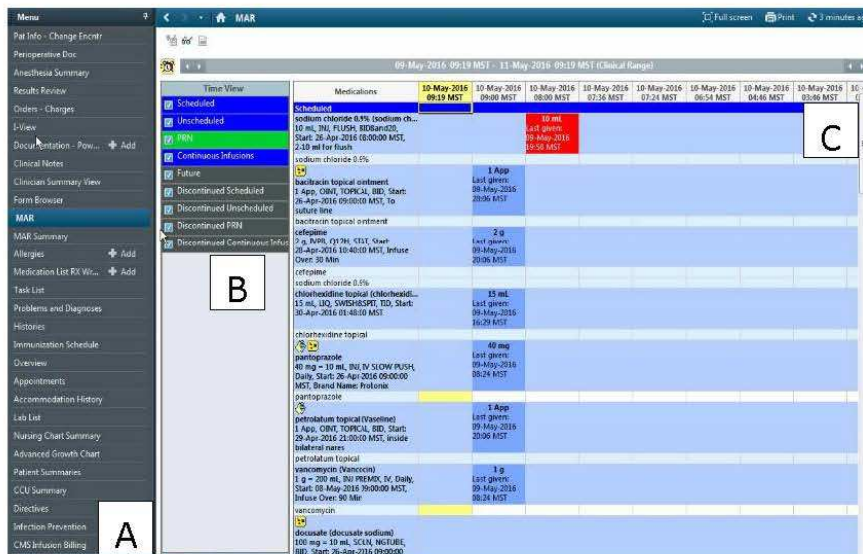 Menu
Pat Info - Change Encntr
Perioperative Doc
Anesthesia Summary
Results Review
Orders - Charges
I-View
Documentation - Pow... + Add
Clinical Notes
Clinician Summary View
Form Browser
MAR
MAR Summary
Allergies + Add
Medication List RX Wr... + Add
Task List
Problems and Diagnoses
Histories
Immunization Schedule
Overview
Appointments
Accommodation History
Lab List
Nursing Chart Summary
Advanced Growth Chart
Patient Summaries
CCU Summary
Directives
Infection Prevention
CMS Infusion Billing
A
MAR
Full screen Print 3 minutes a
09-May-2016 09:19 MST - 11-May-2016 09:19 MST (Clinical Range)
Time View
Scheduled
Unscheduled
PRN
Continuous Infusions
Future
Discontinued Scheduled
Discontinued Unscheduled
Discontinued PRN
Discontinued Continuous Infus
B
Medications
10-May-2016 09:19 MST
10-May-2016 09:00 MST
10-May-2016 08:00 MST
10-May-2016 07:36 MST
10-May-2016 07:24 MST
10-May-2016 06:54 MST
10-May-2016 04:46 MST
10-May-2016 03:06 MST
10
C
Scheduled
sodium chloride 0.9% (sodium ch...
10 mL, INJ, FLUSH, BIDBand20,
Start: 26-Apr-2016 08:00:00 MST,
2-10 ml for flush
10 mL
Last given:
09-May-2016
19:58 MST
sodium chloride 0.9%
bacitracin topical ointment
1 App, OINT, TOPICAL, BID, Start:
26-Apr-2016 09:00:00 MST, To
suture line
1 App
Last given:
09-May-2016
20:06 MST
bacitracin topical ointment
cefepime
2 g, IVPB, Q12H, STAT, Start:
28-Apr-2016 10:40:00 MST, Infuse
Over: 30 Min
2 g
Last given:
09-May-2016
20:06 MST
cefepime
sodium chloride 0.9%
chlorhexidine topical (chlorhexidi...
15 mL, LIQ, SWISH&SPIT, TID, Start:
30-Apr-2016 01:48:00 MST
15 mL
Last given:
09-May-2016
16:29 MST
chlorhexidine topical
pantoprazole
40 mg = 10 mL, INJ, IV SLOW PUSH,
Daily, Start: 26-Apr-2016 09:00:00
MST, Brand Name: Protonix
40 mg
Last given:
09-May-2016
08:24 MST
pantoprazole
petrolatum topical (Vaseline)
1 App, OINT, TOPICAL, BID, Start:
29-Apr-2016 21:00:00 MST, inside
bilateral nares
1 App
Last given:
09-May-2016
20:06 MST
petrolatum topical
vancomycin (Vancocin)
1 g = 200 mL, INJ PREMIX, IV, Daily,
Start: 08-May-2016 09:00:00 MST,
Infuse Over: 90 Min
1 g
Last given:
09-May-2016
08:24 MST
vancomycin
docusate (docusate sodium)
100 mg = 10 mL, SOLN, NGTUBE,
BID, Start: 26-Apr-2016 09:00:00